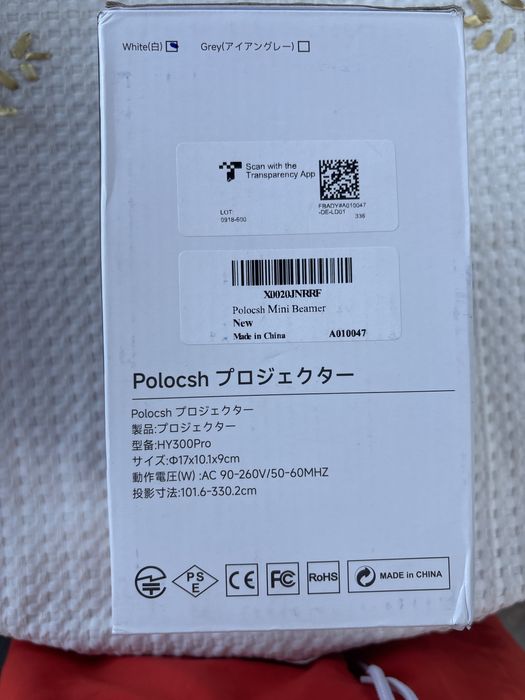 White(白) Grey(アイアングレー)
Scan with the
Transparency App
LOT:
0918-600
FBADY#A010047
-DE-LD01
336
X0020JNRRF
Polocsh Mini Beamer
New
Made in China A010047
Polocsh プロジェクター
Polocsh プロジェクター
製品:プロジェクター
型备:HY300Pro
サイズ:Φ17x10.1x9cm
動作電圧(W) :AC 90-260V/50-60MHZ
投影寸法:101.6-330.2cm
PS
E
CE
FC
RoHS
MADE in CHINA